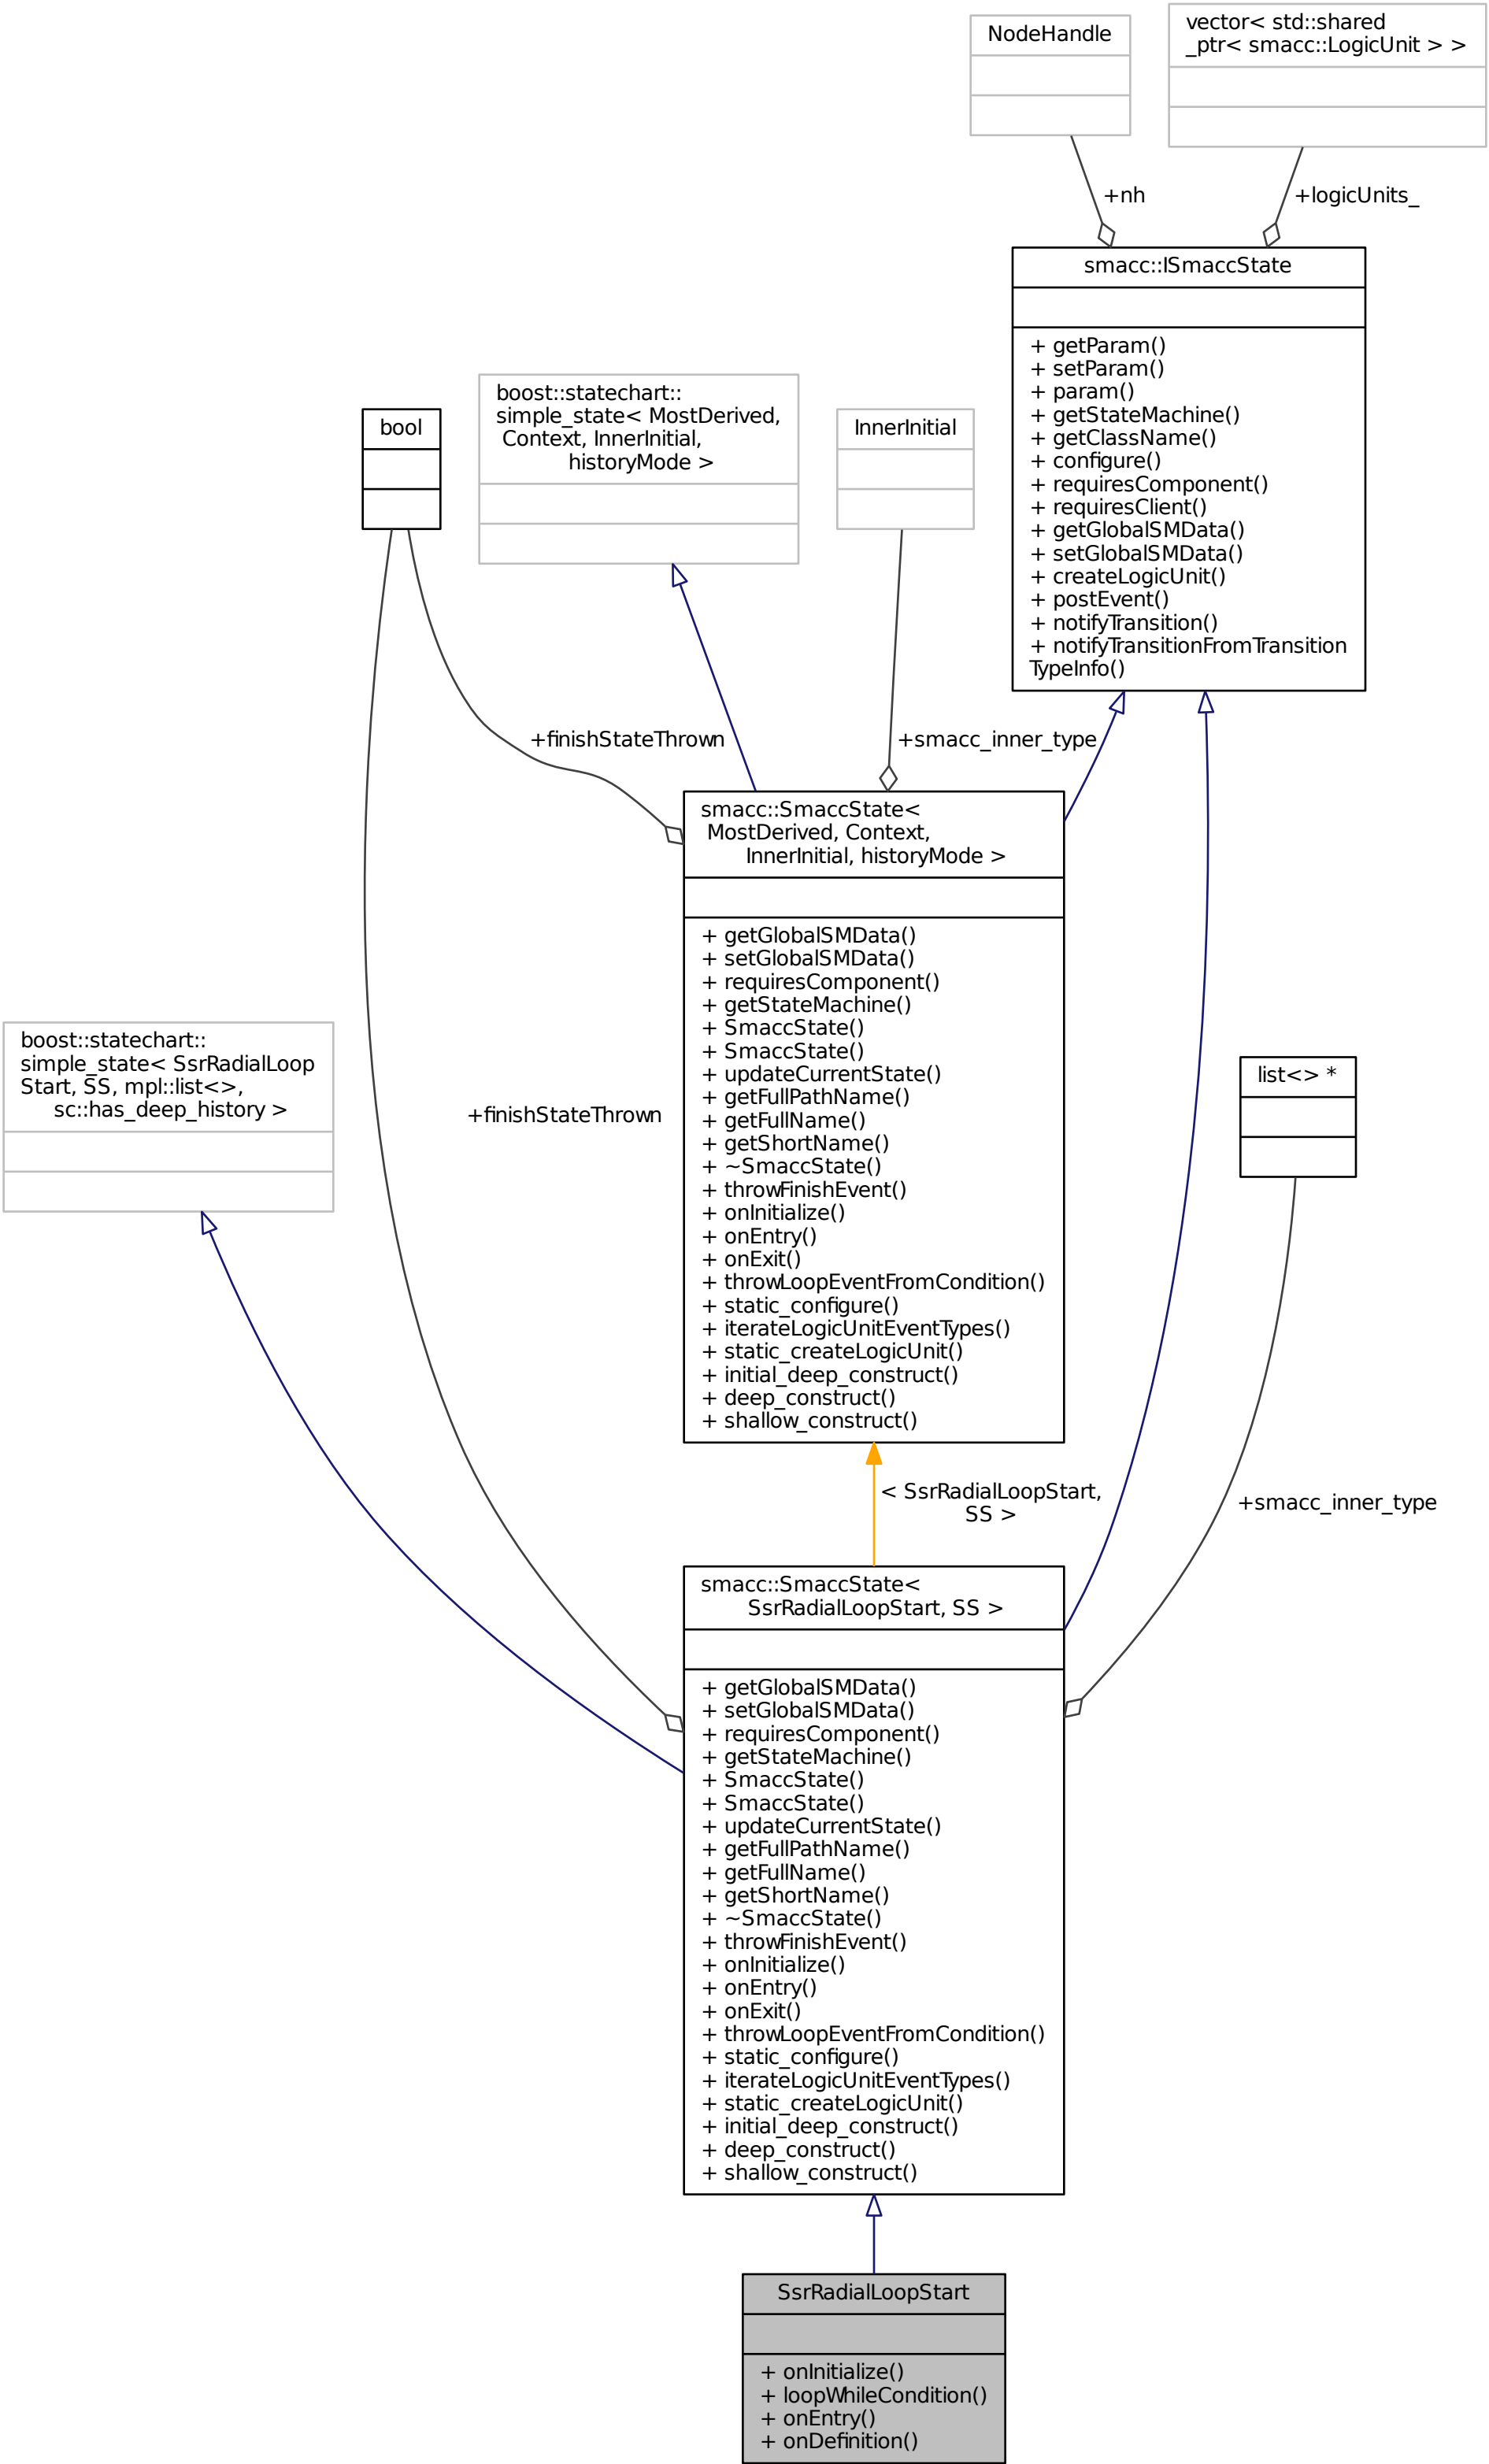 NodeHandle
vector< std::shared
_ptr< smacc::LogicUnit > >
+nh
+logicUnits_
smacc::ISmaccState
+ getParam()
+ setParam()
+ param()
+ getStateMachine()
+ getClassName()
+ configure()
+ requiresComponent()
+ requiresClient()
+ getGlobalSMData()
+ setGlobalSMData()
+ createLogicUnit()
+ postEvent()
+ notifyTransition()
+ notifyTransitionFromTransition
TypeInfo()
boost::statechart::
simple_state< MostDerived,
Context, InnerInitial,
historyMode >
bool
InnerInitial
+finishStateThrown
+smacc_inner_type
smacc::SmaccState<
MostDerived, Context,
InnerInitial, historyMode >
+ getGlobalSMData()
+ setGlobalSMData()
+ requiresComponent()
+ getStateMachine()
+ SmaccState()
+ SmaccState()
+ updateCurrentState()
+ getFullPathName()
+ getFullName()
+ getShortName()
+ ~SmaccState()
+ throwFinishEvent()
+ onInitialize()
+ onEntry()
+ onExit()
+ throwLoopEventFromCondition()
+ static_configure()
+ iterateLogicUnitEventTypes()
+ static_createLogicUnit()
+ initial_deep_construct()
+ deep_construct()
+ shallow_construct()
boost::statechart::
simple_state< SsrRadialLoop
Start, SS, mpl::list<>,
sc::has_deep_history >
+finishStateThrown
list<> *
< SsrRadialLoopStart,
SS >
+smacc_inner_type
smacc::SmaccState<
SsrRadialLoopStart, SS >
+ getGlobalSMData()
+ setGlobalSMData()
+ requiresComponent()
+ getStateMachine()
+ SmaccState()
+ SmaccState()
+ updateCurrentState()
+ getFullPathName()
+ getFullName()
+ getShortName()
+ ~SmaccState()
+ throwFinishEvent()
+ onInitialize()
+ onEntry()
+ onExit()
+ throwLoopEventFromCondition()
+ static_configure()
+ iterateLogicUnitEventTypes()
+ static_createLogicUnit()
+ initial_deep_construct()
+ deep_construct()
+ shallow_construct()
SsrRadialLoopStart
+ onInitialize()
+ loopWhileCondition()
+ onEntry()
+ onDefinition()